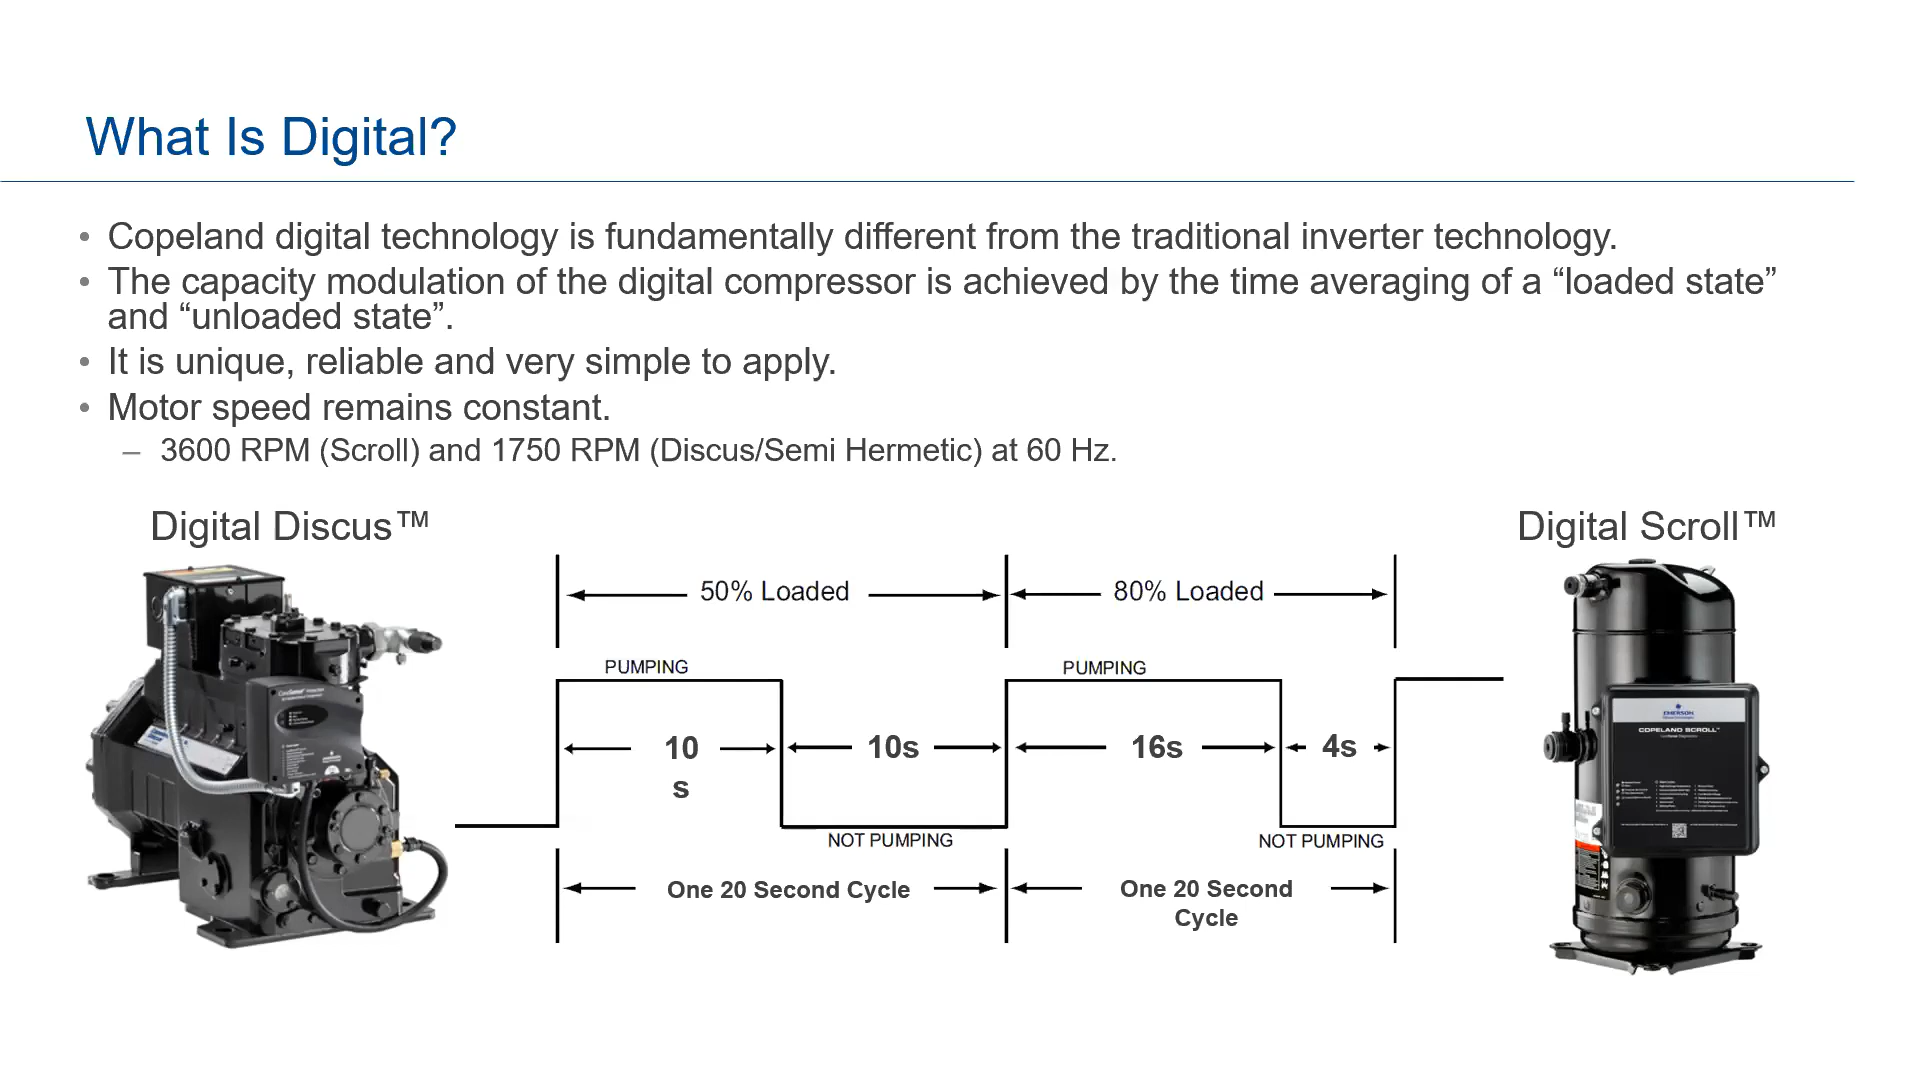 What Is Digital?
• Copeland digital technology is fundamentally different from the traditional inverter technology.
• The capacity modulation of the digital compressor is achieved by the time averaging of a “loaded state”
and “unloaded state”.
• It is unique, reliable and very simple to apply.
• Motor speed remains constant.
– 3600 RPM (Scroll) and 1750 RPM (Discus/Semi Hermetic) at 60 Hz.
Digital Discus™
Digital Scroll™
50% Loaded
80% Loaded
PUMPING
PUMPING
10
s
10s
16s
4s
NOT PUMPING
NOT PUMPING
One 20 Second Cycle
One 20 Second
Cycle
EMERSON
COPELAND SCROLL™